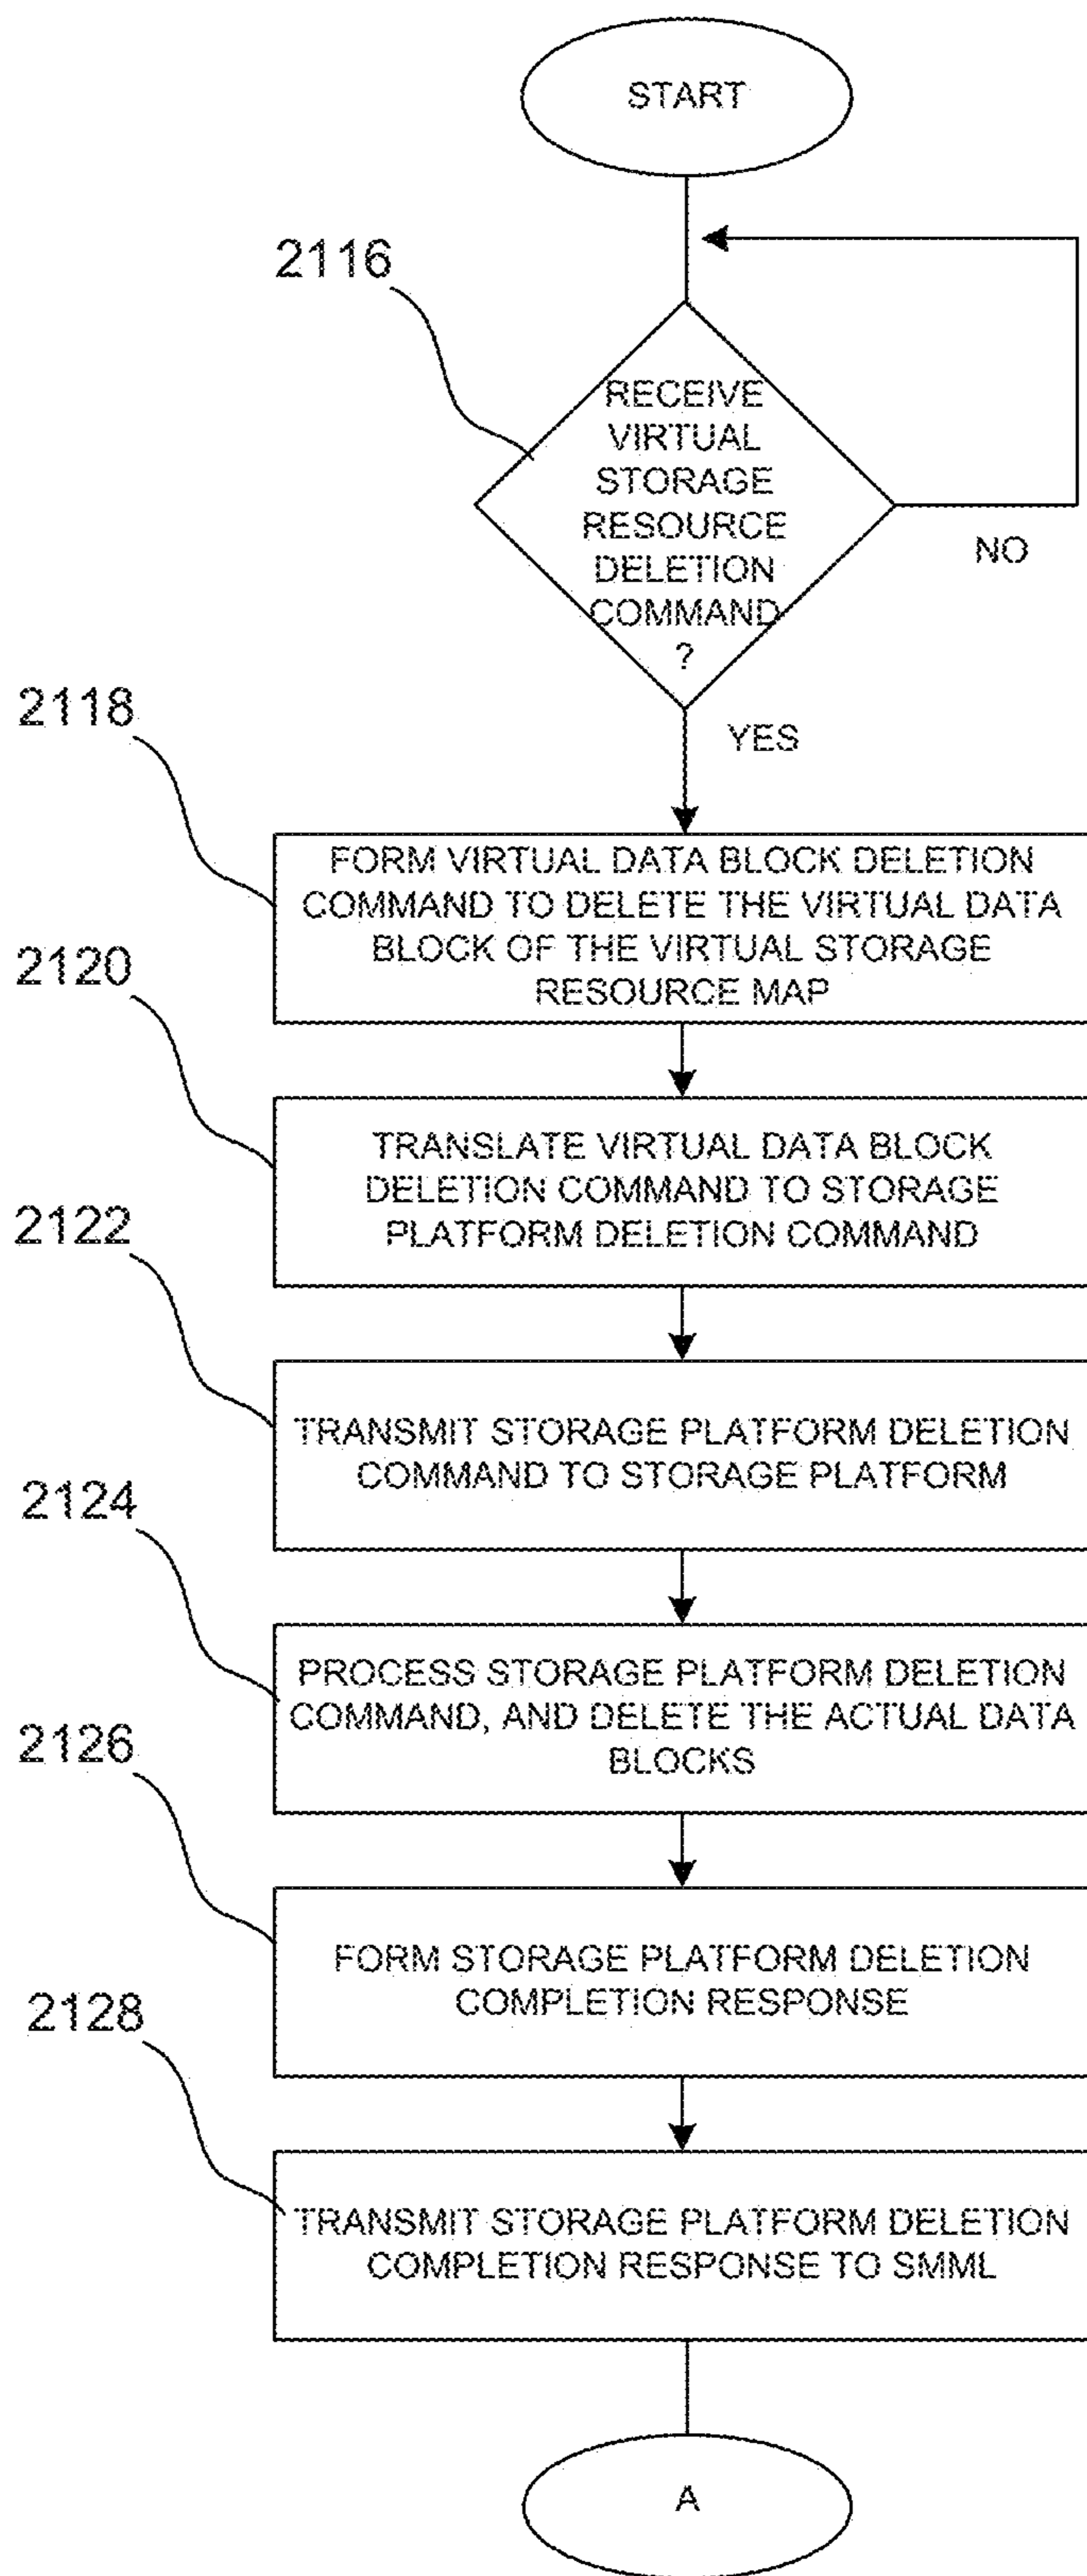 START
2116
RECEIVE
VIRTUAL
STORAGE
RESOURCE
DELETION
COMMAND
?
NO
YES
2118
FORM VIRTUAL DATA BLOCK DELETION
COMMAND TO DELETE THE VIRTUAL DATA
BLOCK OF THE VIRTUAL STORAGE
RESOURCE MAP
2120
TRANSLATE VIRTUAL DATA BLOCK
DELETION COMMAND TO STORAGE
PLATFORM DELETION COMMAND
2122
TRANSMIT STORAGE PLATFORM DELETION
COMMAND TO STORAGE PLATFORM
2124
PROCESS STORAGE PLATFORM DELETION
COMMAND, AND DELETE THE ACTUAL DATA
BLOCKS
2126
FORM STORAGE PLATFORM DELETION
COMPLETION RESPONSE
2128
TRANSMIT STORAGE PLATFORM DELETION
COMPLETION RESPONSE TO SMML
A